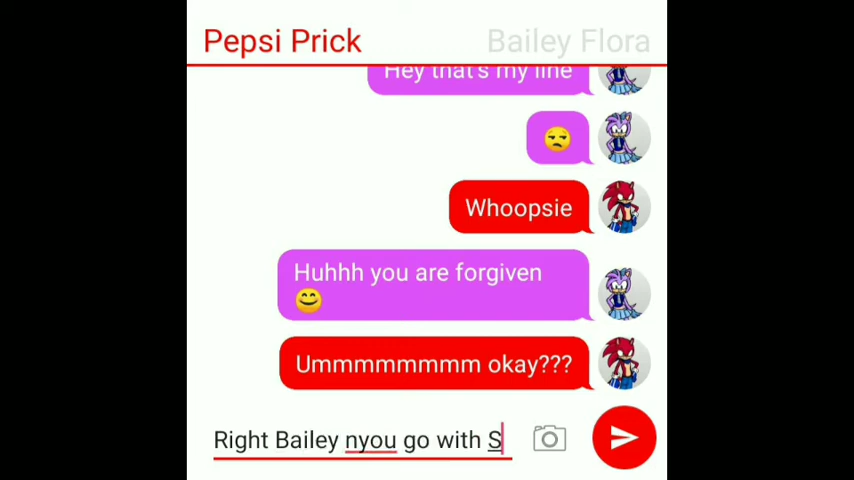 Pepsi Prick Bailey Flora
Hey that's my line
😒
Whoopsie
Huhhh you are forgiven
😊
Ummmmmmmm okay???
Right Bailey nyou go with S